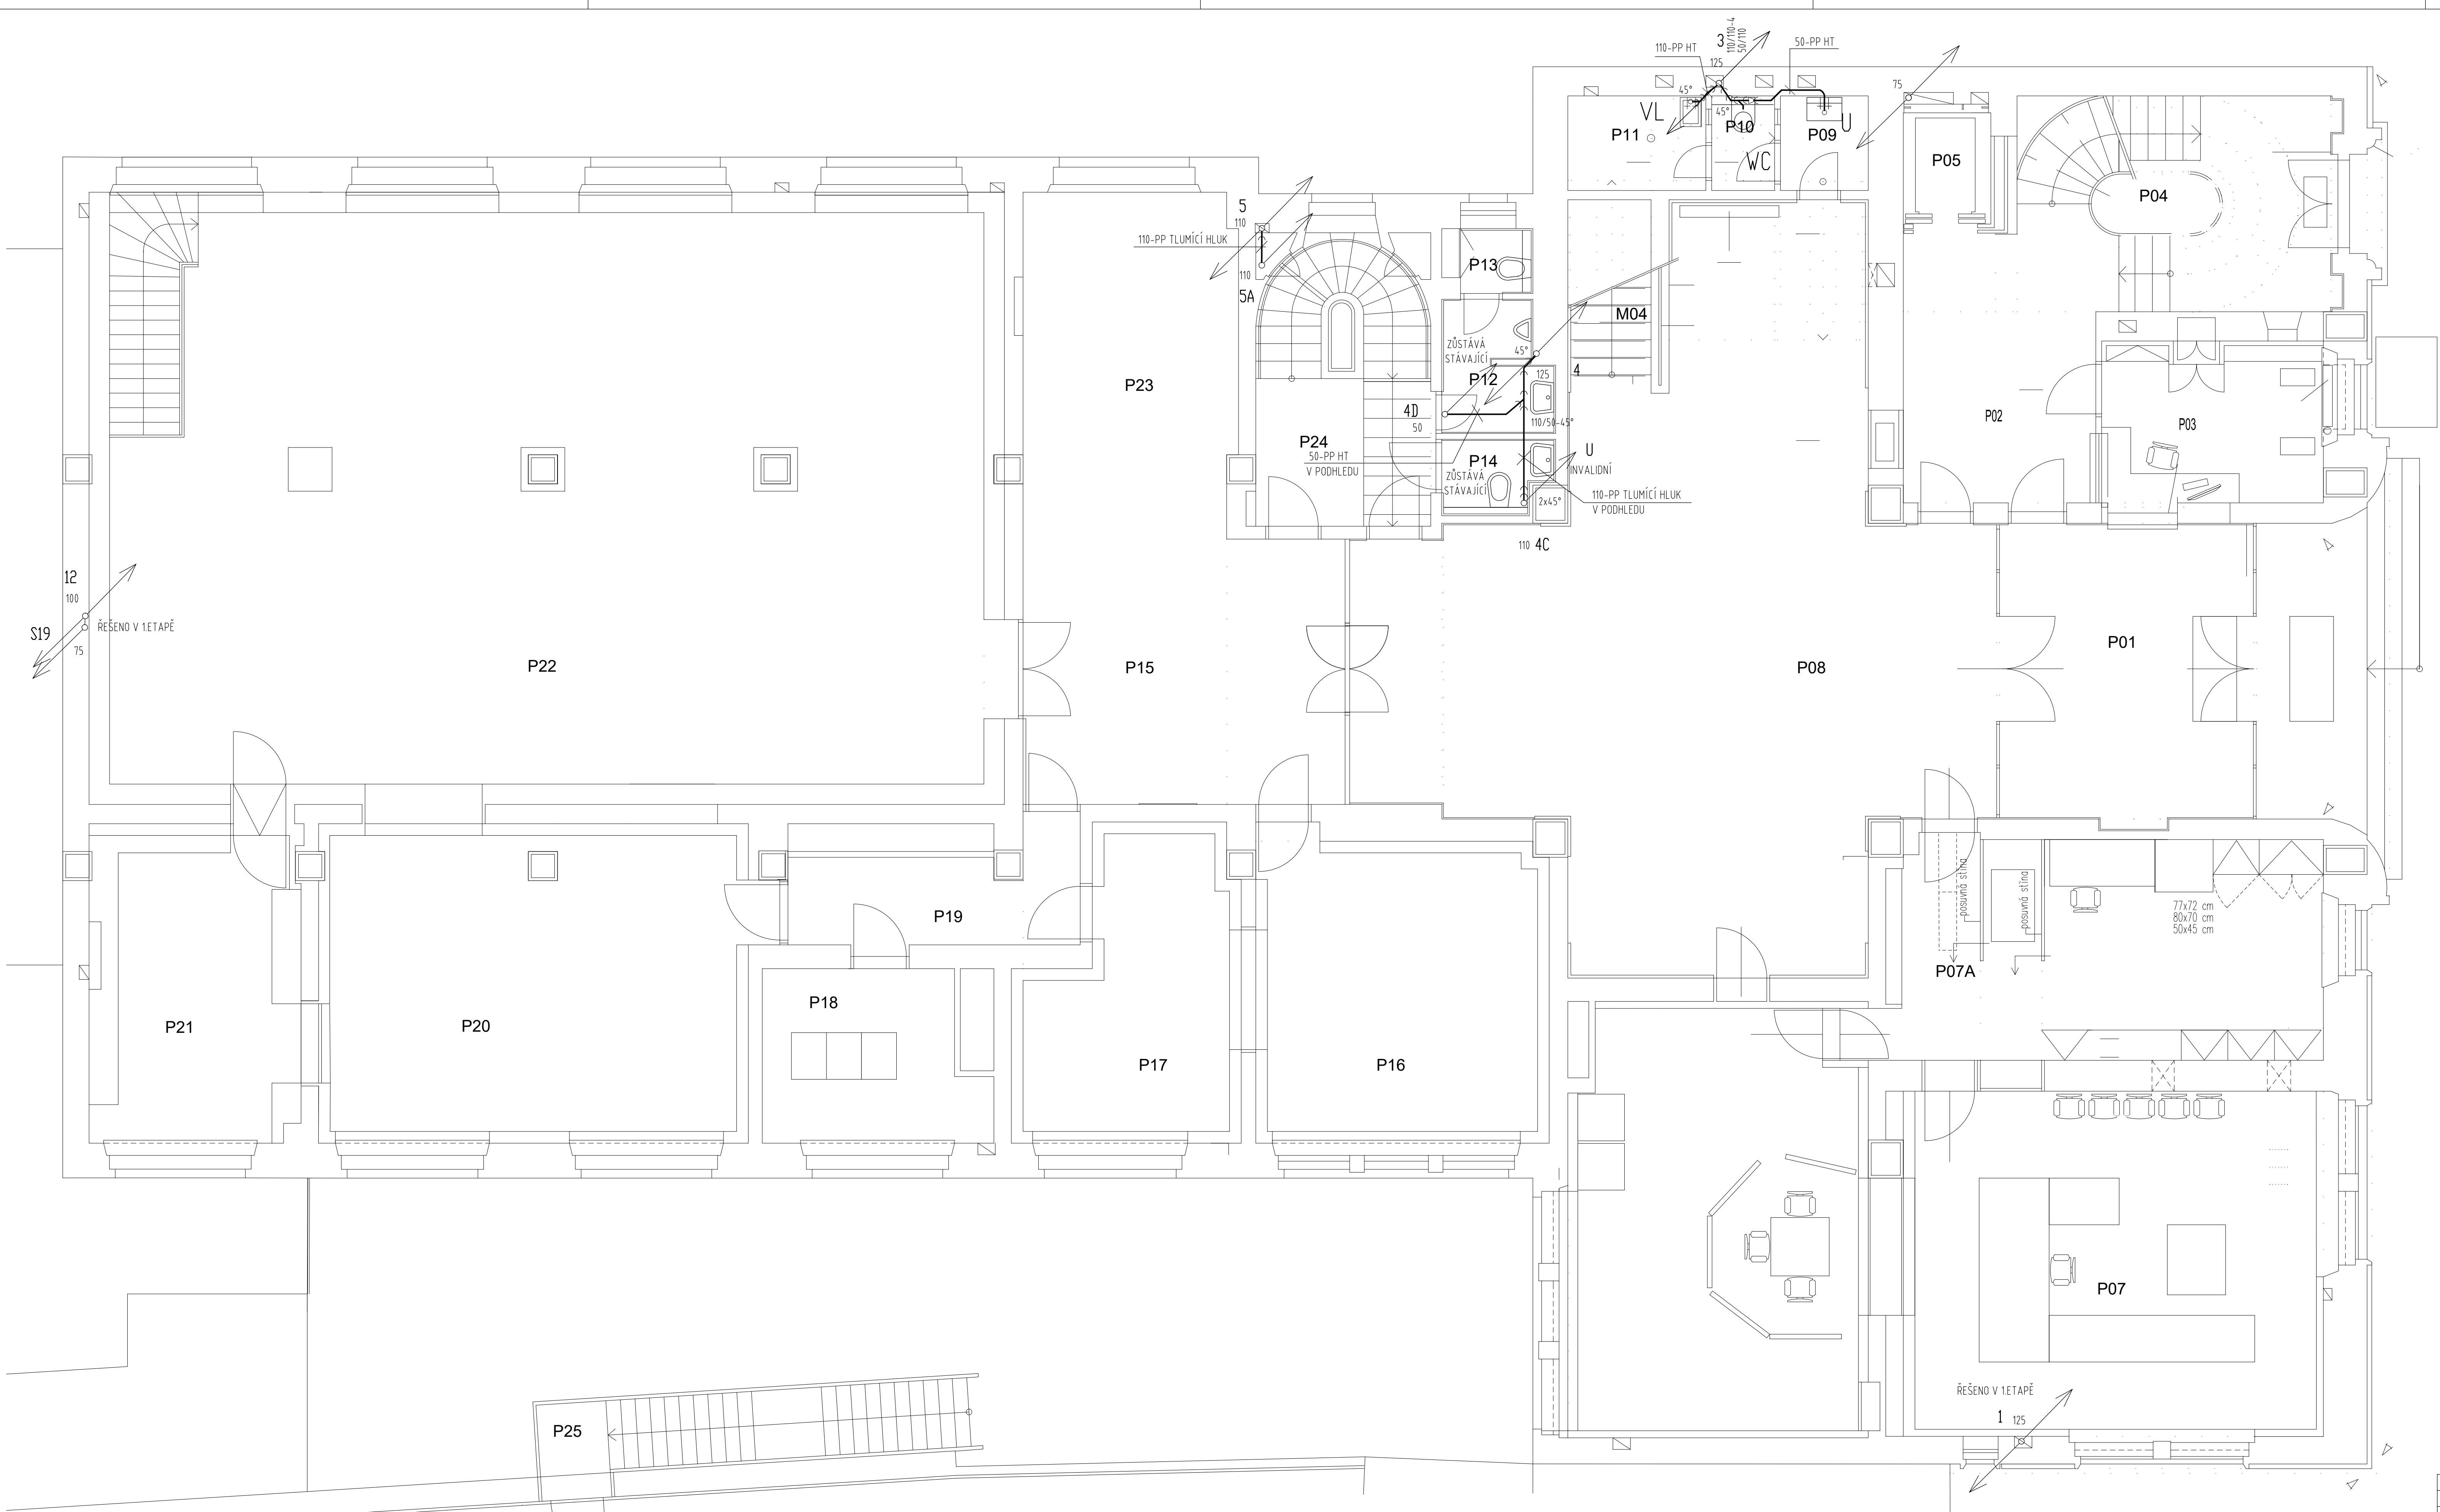 3
110/110-4
50/110
110-PP HT
50-PP HT
125
75
45°
45°
VL
P11
P10
P09
U
WC
P05
P04
5
110
110-PP TLUMÍCÍ HLUK
110
5A
P13
M04
ZŮSTÁVÁ
STÁVAJÍCÍ
45°
P12
125
4
P23
4D
50
110/50-45°
P24
50-PP HT
V PODHLEDU
P14
ZŮSTÁVÁ
STÁVAJÍCÍ
U
INVALIDNÍ
2x45°
110-PP TLUMÍCÍ HLUK
V PODHLEDU
110 4C
P02
P03
12
100
S19
ŘEŠENO V 1.ETAPĚ
75
P22
P15
P08
P01
posuvná stína
posuvná stína
77x72 cm
80x70 cm
50x45 cm
P07A
P19
P18
P21
P20
P17
P16
P07
P25
ŘEŠENO V 1.ETAPĚ
1 125